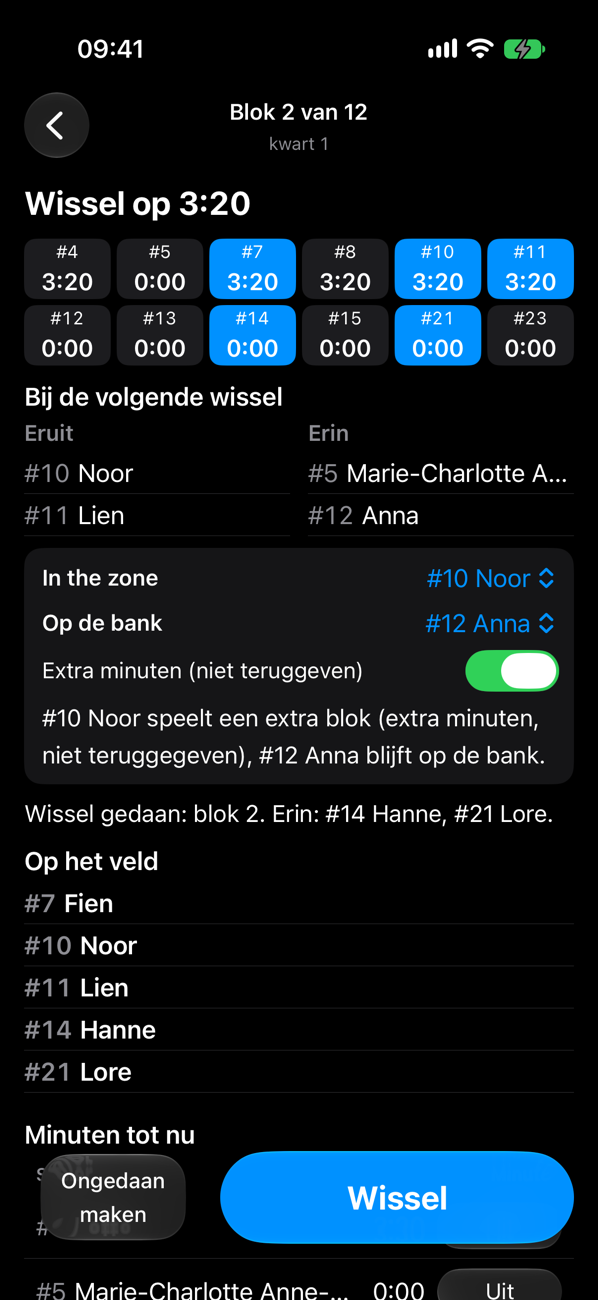 09:41
Blok 2 van 12
kwart 1
Wissel op 3:20
#4 #5 #7 #8 #10 #11
3:20 0:00 3:20 3:20 3:20 3:20
#12 #13 #14 #15 #21 #23
0:00 0:00 0:00 0:00 0:00 0:00
Bij de volgende wissel
Eruit Erin
#10 Noor #5 Marie-Charlotte A...
#11 Lien #12 Anna
In the zone #10 Noor
Op de bank #12 Anna
Extra minuten (niet teruggeven)
#10 Noor speelt een extra blok (extra minuten,
niet teruggegeven), #12 Anna blijft op de bank.
Wissel gedaan: blok 2. Erin: #14 Hanne, #21 Lore.
Op het veld
#7 Fien
#10 Noor
#11 Lien
#14 Hanne
#21 Lore
Minuten tot nu
Ongedaan
maken
Wissel
#5 Marie-Charlotte Anne-... 0:00 Uit